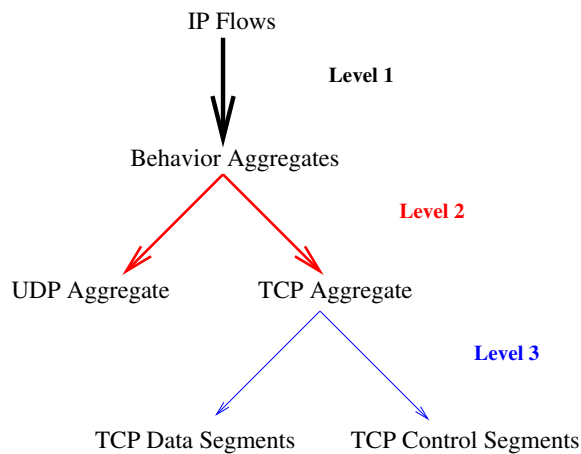 IP Flows
Level 1
Behavior Aggregates
Level 2
UDP Aggregate
TCP Aggregate
Level 3
TCP Data Segments
TCP Control Segments